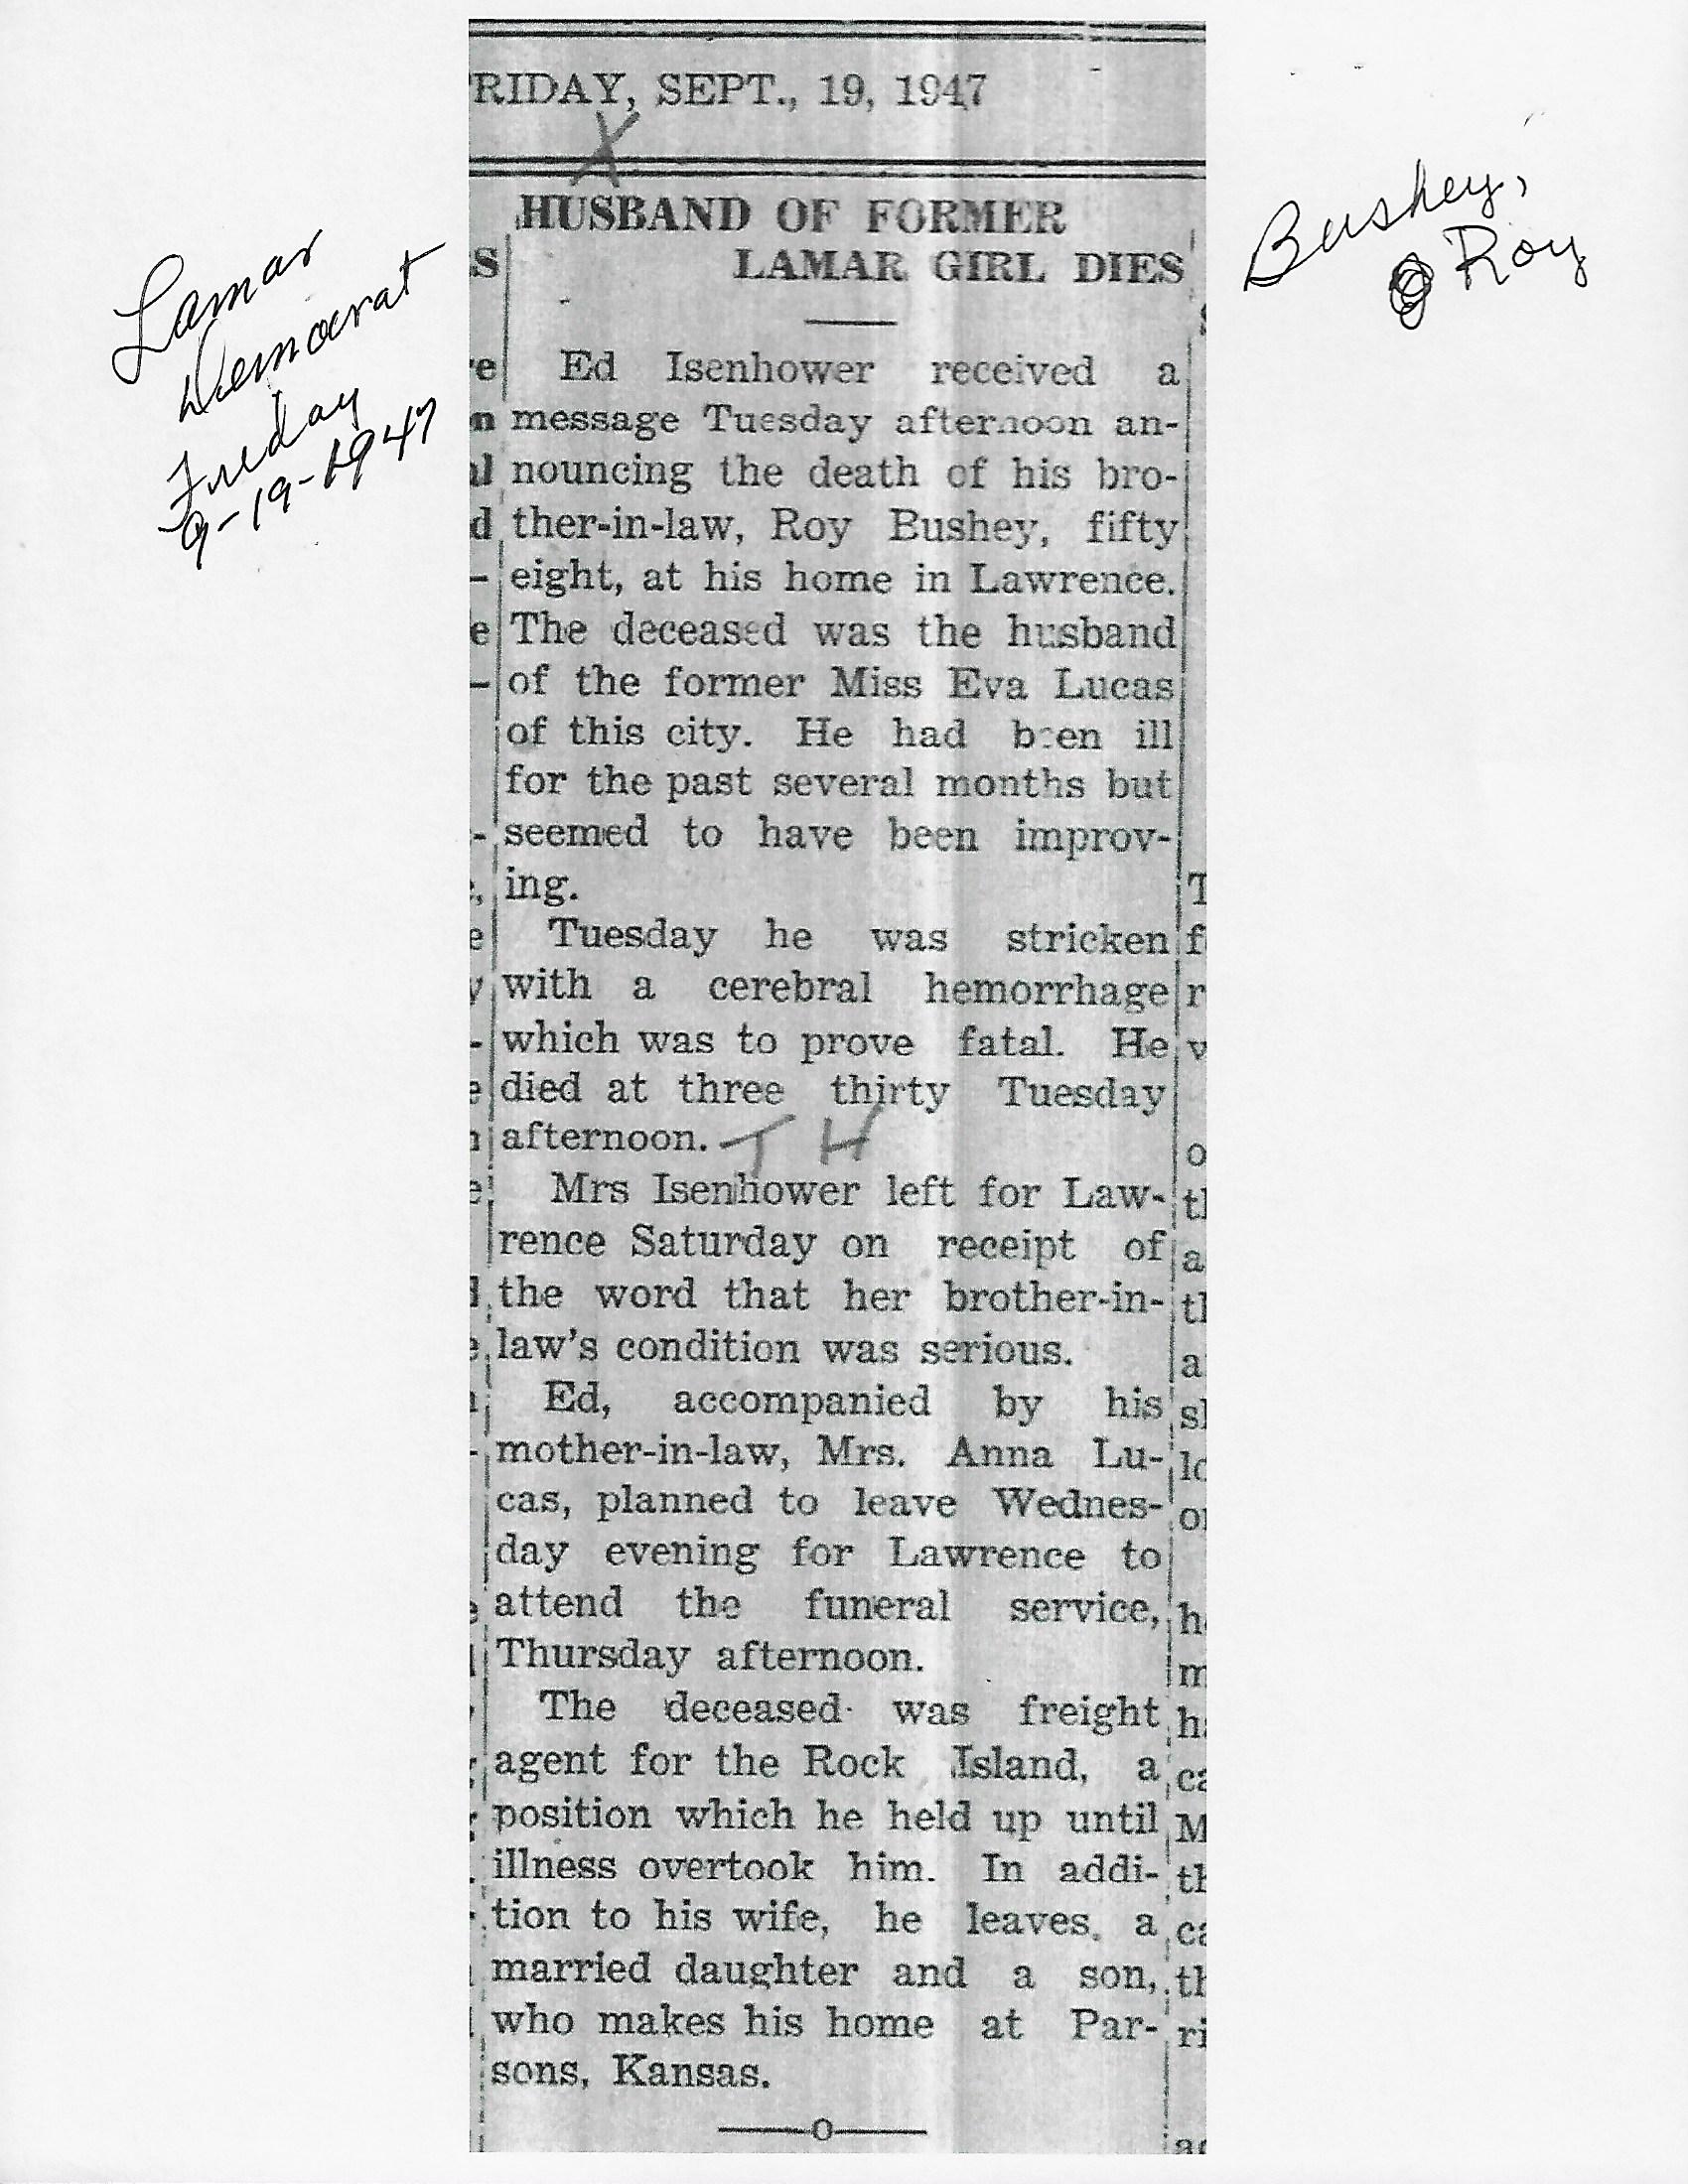 Lamar
Democrat
Friday
9-19-1947
Bushey,
Roy
RIDAY, SEPT., 19, 1947
X
HUSBAND OF FORMER
LAMAR GIRL DIES
Ed Isenhower received a
message Tuesday afternoon an-
nouncing the death of his bro-
ther-in-law, Roy Bushey, fifty
eight, at his home in Lawrence.
The deceased was the husband
of the former Miss Eva Lucas
of this city. He had been ill
for the past several months but
seemed to have been improv-
ing.
Tuesday he was stricken
with a cerebral hemorrhage
which was to prove fatal. He
died at three thirty Tuesday
afternoon. T H
Mrs Isenhower left for Law-
rence Saturday on receipt of
the word that her brother-in-
law's condition was serious.
Ed, accompanied by his
mother-in-law, Mrs. Anna Lu-
cas, planned to leave Wednes-
day evening for Lawrence to
attend the funeral service,
Thursday afternoon.
The deceased was freight
agent for the Rock Island, a
position which he held up until
illness overtook him. In addi-
tion to his wife, he leaves, a
married daughter and a son,
who makes his home at Par-
sons, Kansas.